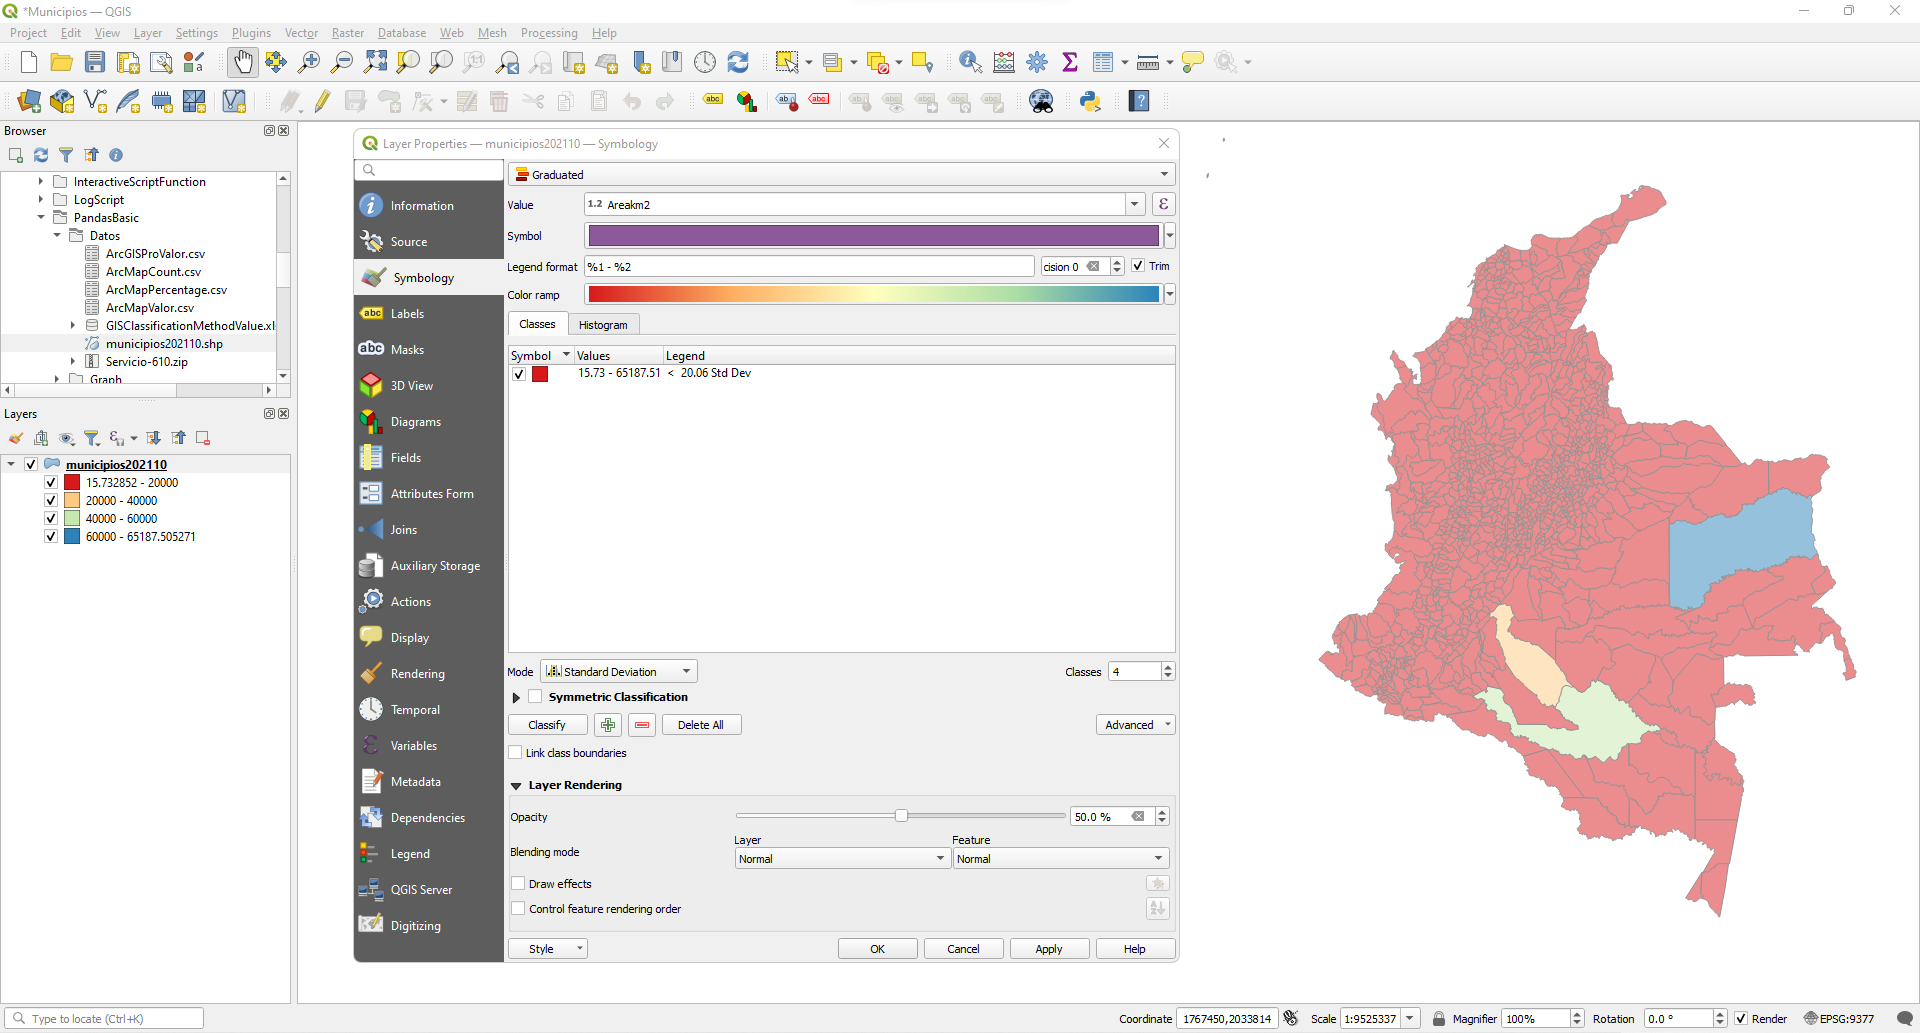 *Municipios — QGIS
Project Edit View Layer Settings Plugins Vector Raster Database Web Mesh Processing Help
Browser
InteractiveScriptFunction
LogScript
PandasBasic
Datos
ArcGISProValor.csv
ArcMapCount.csv
ArcMapPercentage.csv
ArcMapValor.csv
GISClassificationMethodValue.xl
municipios202110.shp
Servicio-610.zip
Graph
Layers
municipios202110
15.732852 - 20000
20000 - 40000
40000 - 60000
60000 - 65187.505271
Layer Properties — municipios202110 — Symbology
Information
Source
Symbology
Labels
Masks
3D View
Diagrams
Fields
Attributes Form
Joins
Auxiliary Storage
Actions
Display
Rendering
Temporal
Variables
Metadata
Dependencies
Legend
QGIS Server
Digitizing
Graduated
Value 1.2 Areakm2
Symbol
Legend format %1 - %2 cision 0 Trim
Color ramp
Classes Histogram
Symbol Values Legend
15.73 - 65187.51 < 20.06 Std Dev
Mode Standard Deviation Classes 4
Symmetric Classification
Classify Delete All Advanced
Link class boundaries
Layer Rendering
Opacity 50.0 %
Layer Feature
Blending mode Normal Normal
Draw effects
Control feature rendering order
Style OK Cancel Apply Help
Type to locate (Ctrl+K) Coordinate 1767450,2033814 Scale 1:9525337 Magnifier 100% Rotation 0.0 ° Render EPSG:9377